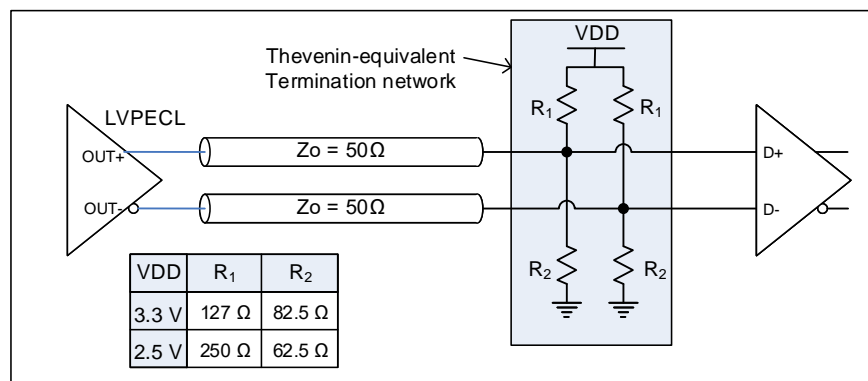 VDD
Thevenin-equivalent
Termination network
R₁ R₁
LVPECL
OUT+ Zo = 50Ω D+
OUT- Zo = 50Ω D-
R₂ R₂
VDD R₁ R₂
3.3 V 127 Ω 82.5 Ω
2.5 V 250 Ω 62.5 Ω